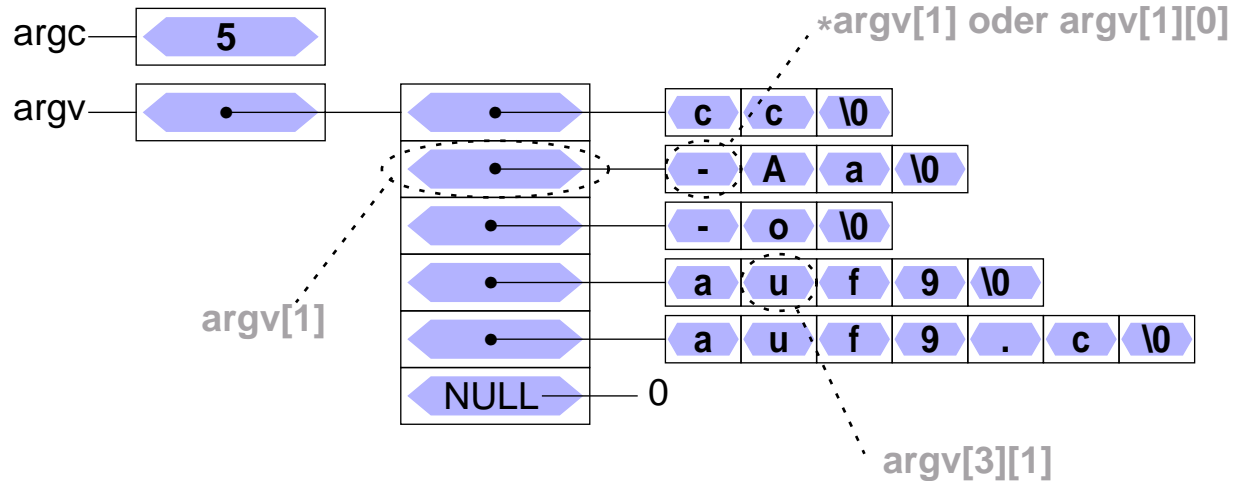 *argv[1] oder argv[1][0]
argc 5
argv c c \0
- A a \0
- o \0
a u f 9 \0
argv[1]
a u f 9 . c \0
NULL 0
argv[3][1]